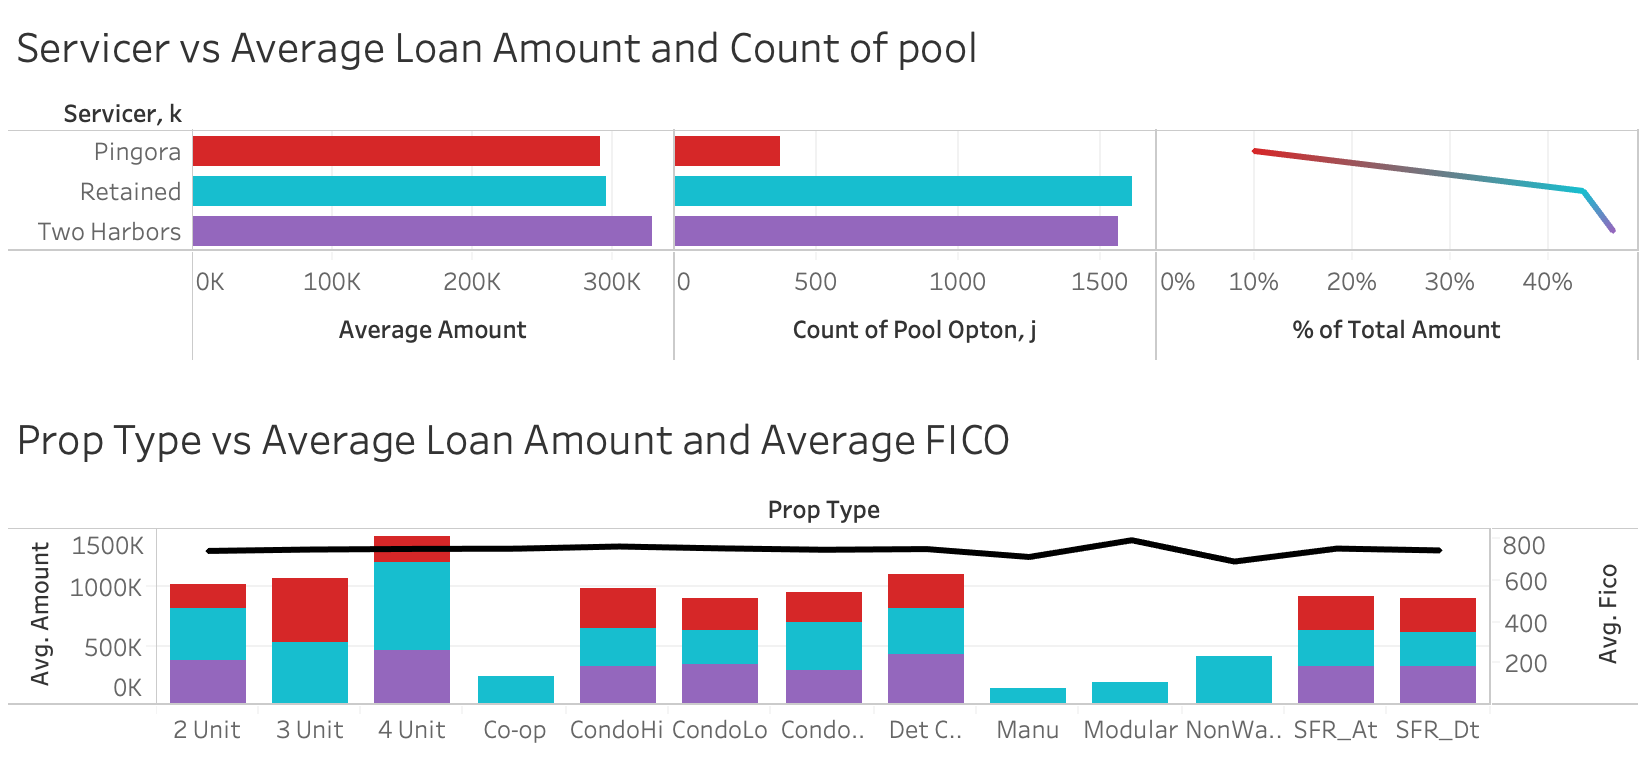 Servicer vs Average Loan Amount and Count of pool
Servicer, k
Pingora
Retained
Two Harbors
0K 100K 200K 300K 0 500 1000 1500 0% 10% 20% 30% 40%
Average Amount Count of Pool Opton, j % of Total Amount
Prop Type vs Average Loan Amount and Average FICO
Prop Type
Avg. Amount
1500K
1000K
500K
0K
800
600
400
200
Avg. Fico
2 Unit 3 Unit 4 Unit Co-op CondoHi CondoLo Condo.. Det C.. Manu Modular NonWa.. SFR_At SFR_Dt